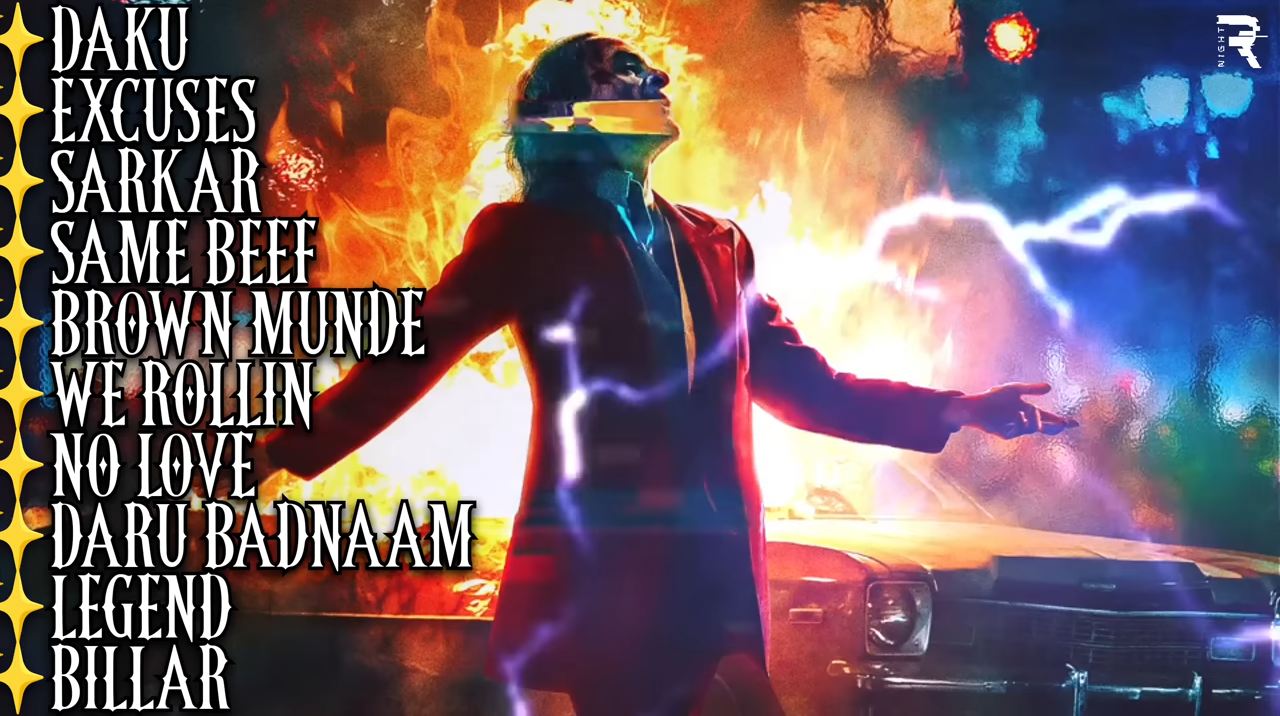 DAKU
EXCUSES
SARKAR
SAME BEEF
BROWN MUNDE
WE ROLLIN
NO LOVE
DARU BADNAAM
LEGEND
BILLAR